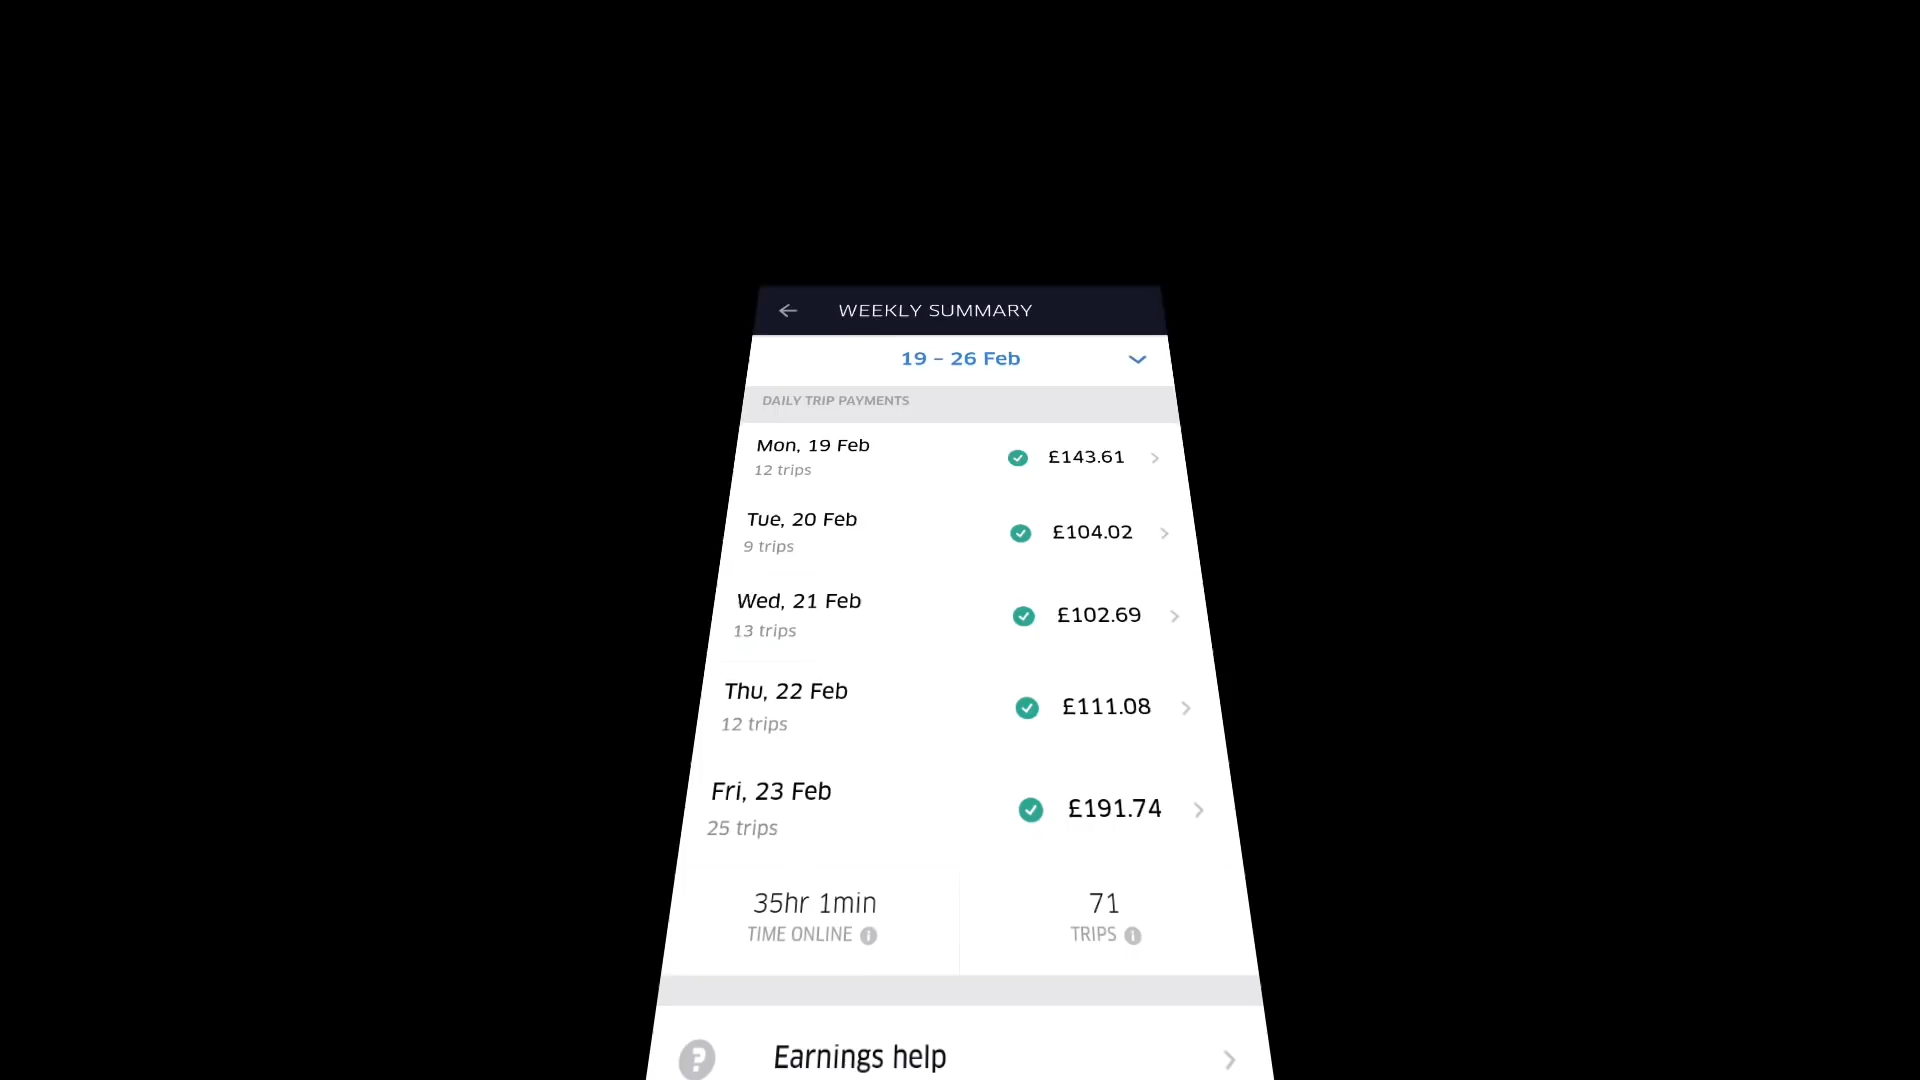 WEEKLY SUMMARY
19 – 26 Feb
DAILY TRIP PAYMENTS
Mon, 19 Feb
12 trips
£143.61
Tue, 20 Feb
9 trips
£104.02
Wed, 21 Feb
13 trips
£102.69
Thu, 22 Feb
12 trips
£111.08
Fri, 23 Feb
25 trips
£191.74
35hr 1min
TIME ONLINE
71
TRIPS
Earnings help